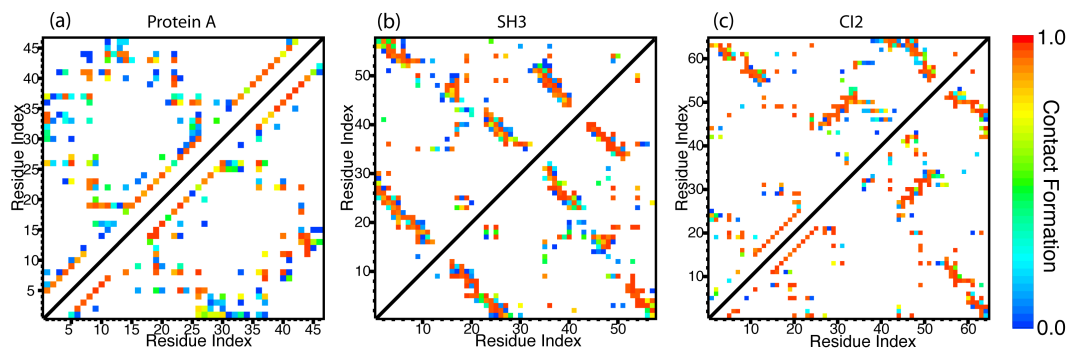 (a) Protein A
(b) SH3
(c) CI2
1.0
0.0
Contact Formation
45
40
35
30
25
20
15
10
5
5 10 15 20 25 30 35 40 45
Residue Index
Residue Index
50
40
30
20
10
10 20 30 40 50
Residue Index
Residue Index
60
50
40
30
20
10
10 20 30 40 50 60
Residue Index
Residue Index